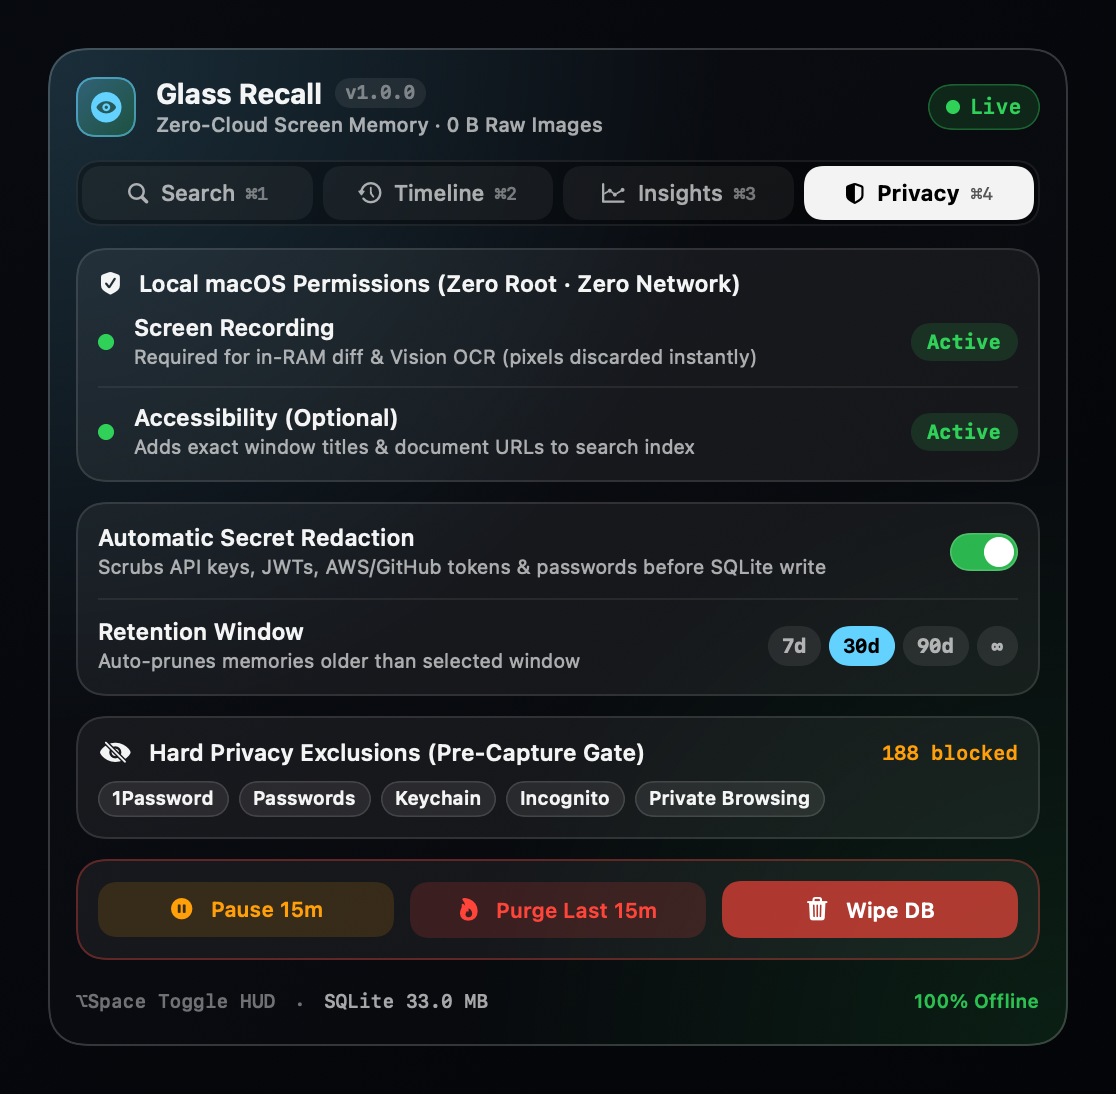 Glass Recall v1.0.0
Zero-Cloud Screen Memory · 0 B Raw Images
Live
Search ⌘1
Timeline ⌘2
Insights ⌘3
Privacy ⌘4
Local macOS Permissions (Zero Root · Zero Network)
Screen Recording
Required for in-RAM diff & Vision OCR (pixels discarded instantly)
Active
Accessibility (Optional)
Adds exact window titles & document URLs to search index
Active
Automatic Secret Redaction
Scrubs API keys, JWTs, AWS/GitHub tokens & passwords before SQLite write
Retention Window
Auto-prunes memories older than selected window
7d 30d 90d ∞
Hard Privacy Exclusions (Pre-Capture Gate)
188 blocked
1Password Passwords Keychain Incognito Private Browsing
Pause 15m
Purge Last 15m
Wipe DB
⌥Space Toggle HUD · SQLite 33.0 MB
100% Offline